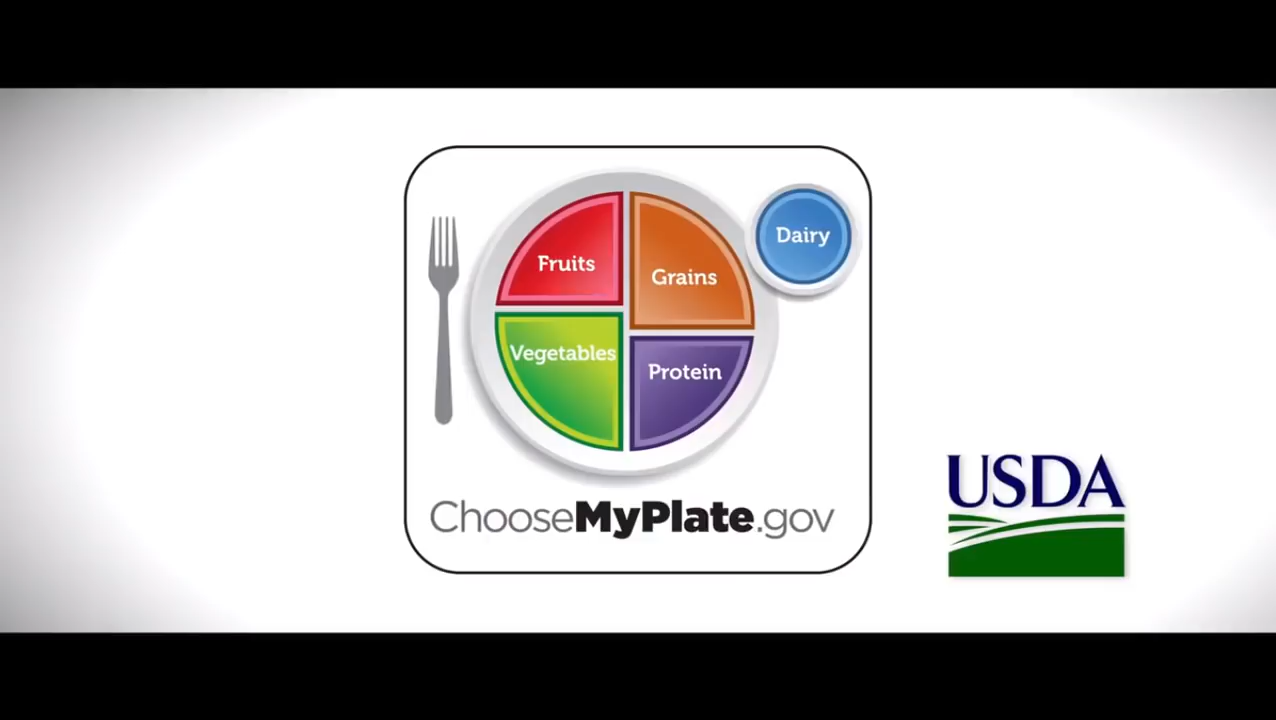 Fruits
Grains
Dairy
Vegetables
Protein
ChooseMyPlate.gov
USDA